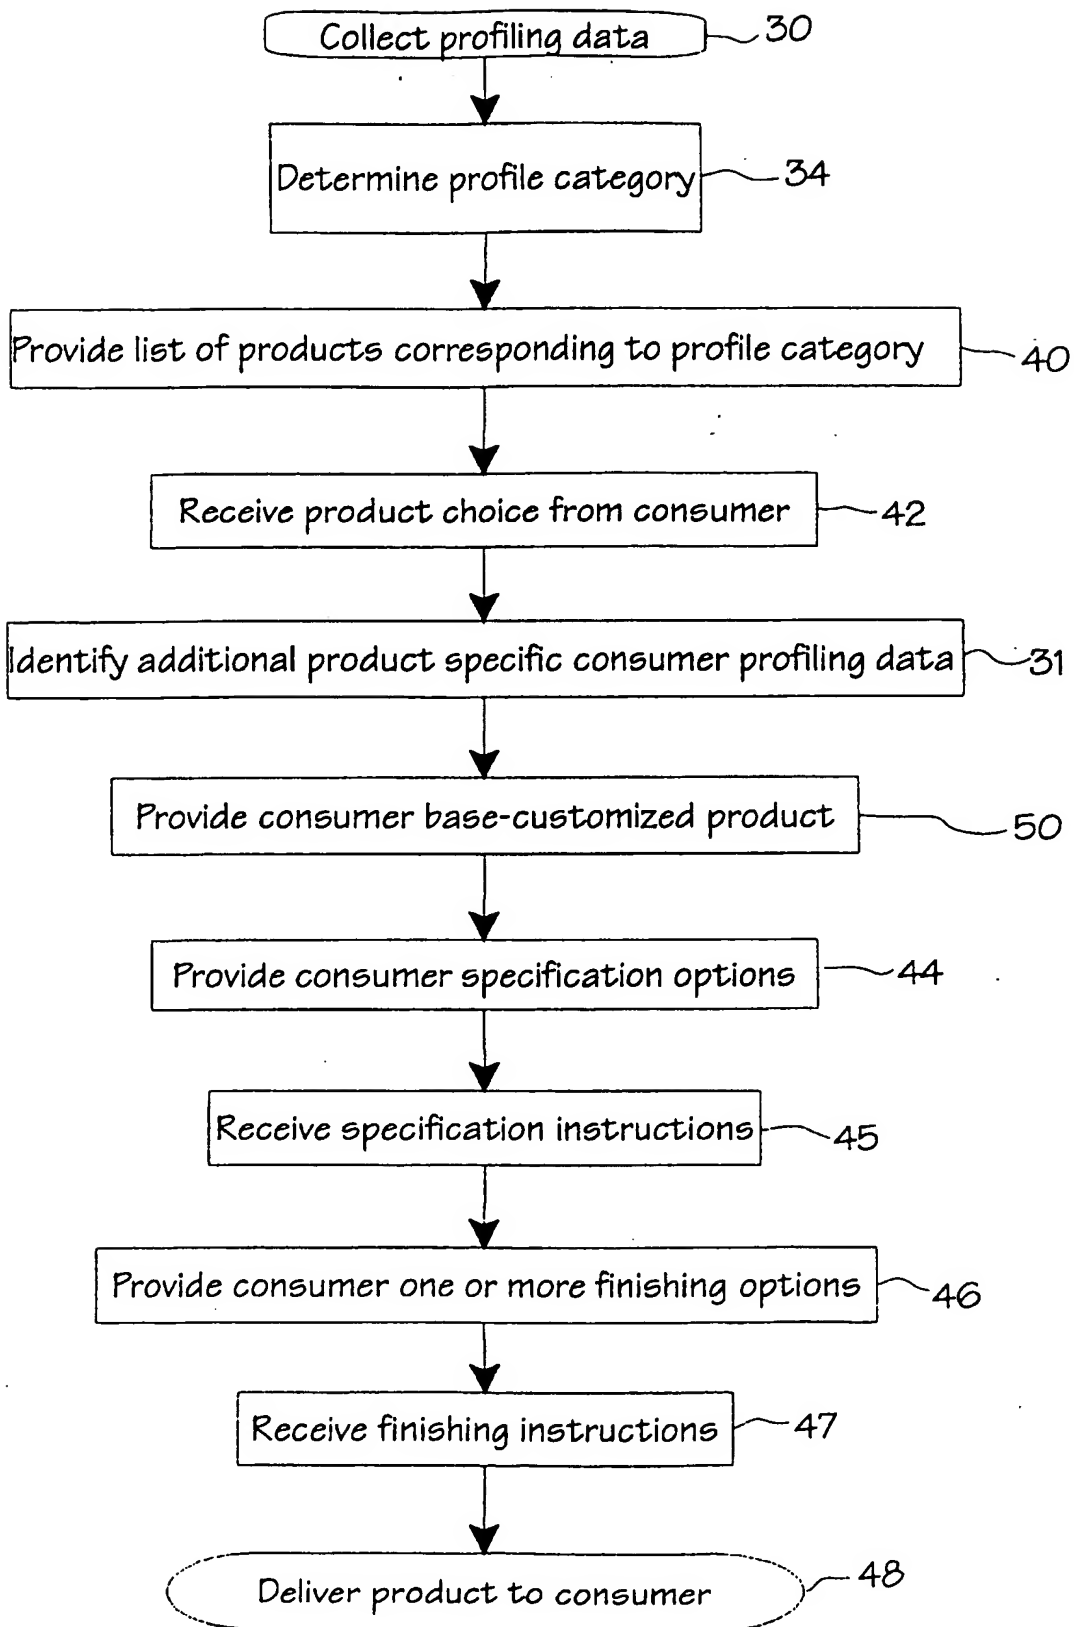 Collect profiling data 30
Determine profile category 34
Provide list of products corresponding to profile category 40
Receive product choice from consumer 42
Identify additional product specific consumer profiling data 31
Provide consumer base-customized product 50
Provide consumer specification options 44
Receive specification instructions 45
Provide consumer one or more finishing options 46
Receive finishing instructions 47
Deliver product to consumer 48